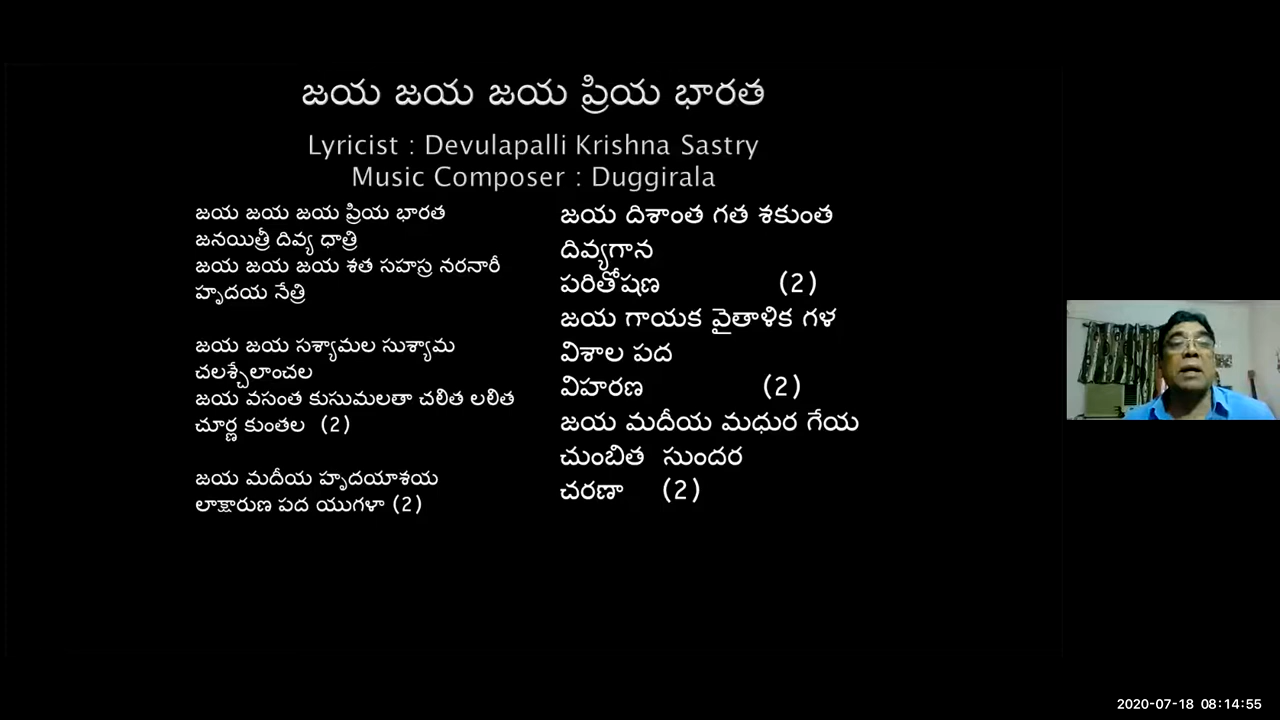 జయ జయ జయ ప్రియ భారత
Lyricist : Devulapalli Krishna Sastry
Music Composer : Duggirala
జయ జయ జయ ప్రియ భారత
జనయిత్రీ దివ్య ధాత్రి
జయ జయ జయ శత సహస్ర నరనారీ
హృదయ నేత్రి
జయ జయ సశ్యామల సుశ్యామ
చలశ్చేలాంచల
జయ వసంత కుసుమలతా చలిత లలిత
చూర్ణ కుంతల (2)
జయ మదీయ హృదయాశయ
లాక్షారుణ పద యుగళా (2)
జయ దిశాంత గత శకుంత
దివ్యగాన
పరితోషణ (2)
జయ గాయక వైతాళిక గళ
విశాల పద
విహరణ (2)
జయ మదీయ మధుర గేయ
చుంబిత సుందర
చరణా (2)
2020-07-18 08:14:55